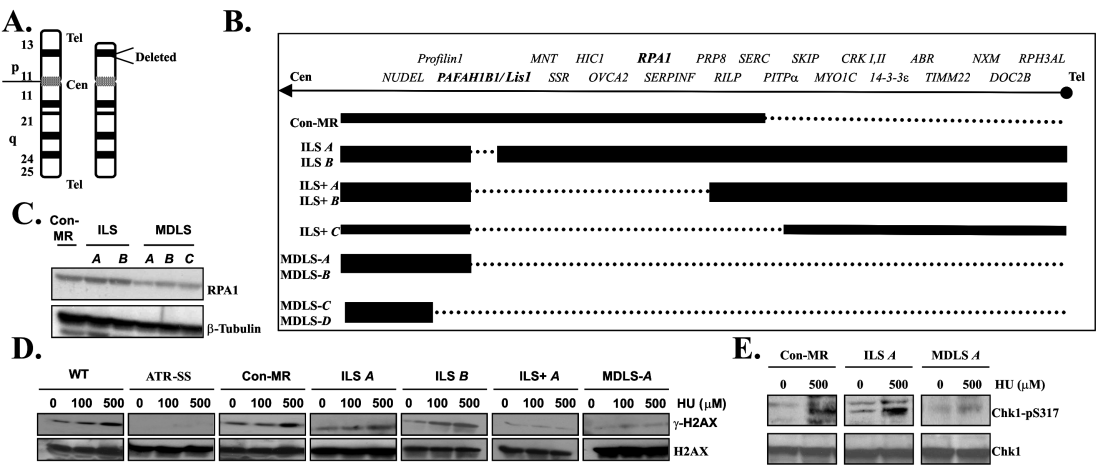 A.
Tel
13
Deleted
p
11
Cen
11
21
q
24
25
Tel
B.
Profilin1 MNT HIC1 RPA1 PRP8 SERC SKIP CRK I,II ABR NXM RPH3AL
Cen NUDEL PAFAH1B1/Lis1 SSR OVCA2 SERPINF RILP PITPα MYO1C 14-3-3ε TIMM22 DOC2B Tel
Con-MR
ILS A
ILS B
ILS+ A
ILS+ B
ILS+ C
MDLS-A
MDLS-B
MDLS-C
MDLS-D
C.
Con-MR ILS MDLS
A B A B C
RPA1
β-Tubulin
D.
WT ATR-SS Con-MR ILS A ILS B ILS+ A MDLS-A
0 100 500 0 100 500 0 100 500 0 100 500 0 100 500 0 100 500 0 100 500 HU (μM)
γ-H2AX
H2AX
E.
Con-MR ILS A MDLS A
0 500 0 500 0 500 HU (μM)
Chk1-pS317
Chk1